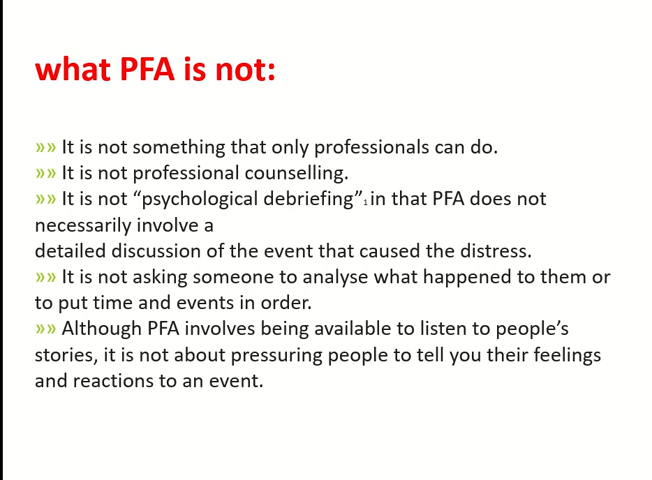 what PFA is not:
»» It is not something that only professionals can do.
»» It is not professional counselling.
»» It is not “psychological debriefing”₁ in that PFA does not
necessarily involve a
detailed discussion of the event that caused the distress.
»» It is not asking someone to analyse what happened to them or
to put time and events in order.
»» Although PFA involves being available to listen to people’s
stories, it is not about pressuring people to tell you their feelings
and reactions to an event.